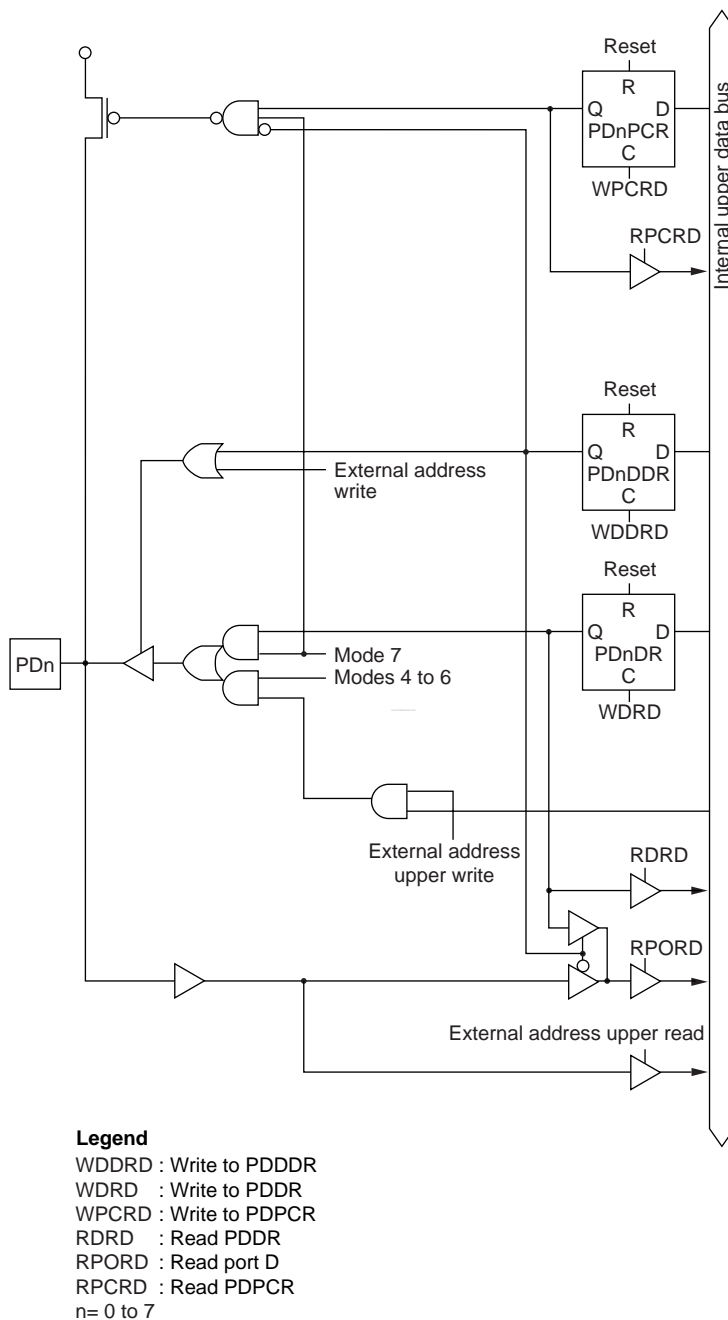 Reset
R
Q D
PDnPCR
C
WPCRD
RPCRD
Internal upper data bus
Reset
R
Q D
PDnDDR
C
WDDRD
External address
write
Reset
R
Q D
PDnDR
C
WDRD
PDn
Mode 7
Modes 4 to 6
External address
upper write
RDRD
RPORD
External address upper read
Legend
WDDRD : Write to PDDDR
WDRD : Write to PDDR
WPCRD : Write to PDPCR
RDRD : Read PDDR
RPORD : Read port D
RPCRD : Read PDPCR
n= 0 to 7